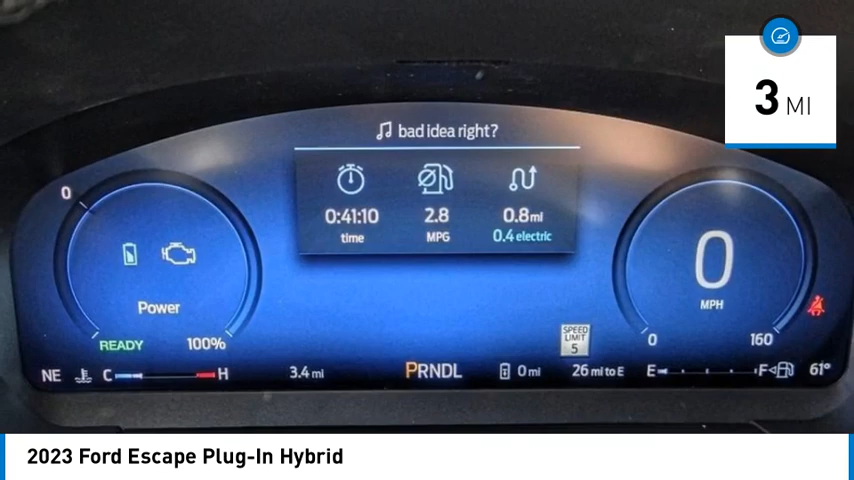 3 MI
bad idea right?
0
0:41:10 2.8 0.8mi
time MPG 0.4 electric
0
Power
MPH
SPEED
LIMIT
5
READY 100%
0 160
NE C H 3.4 mi PRNDL 0 mi 26 mi to E E F 61°
2023 Ford Escape Plug-In Hybrid